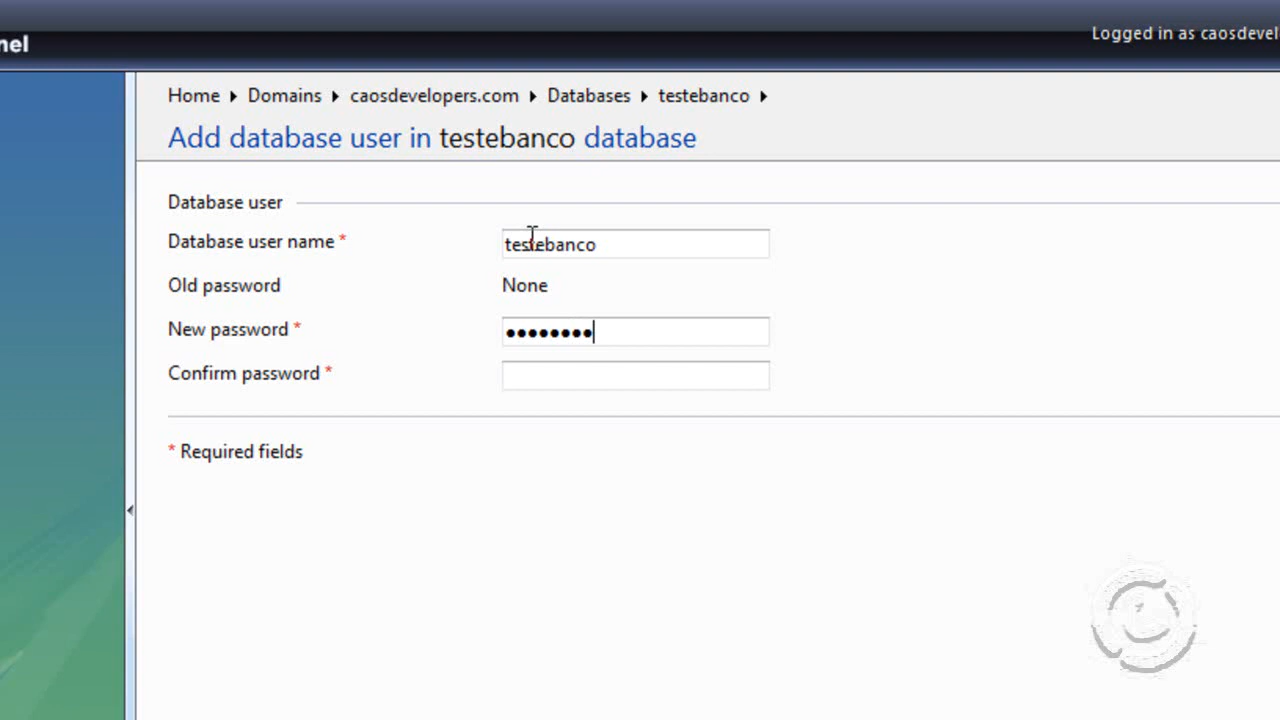 nel
Logged in as caosdevel
Home Domains caosdevelopers.com Databases testebanco
Add database user in testebanco database
Database user
Database user name * testebanco
Old password None
New password * ••••••••
Confirm password *
* Required fields